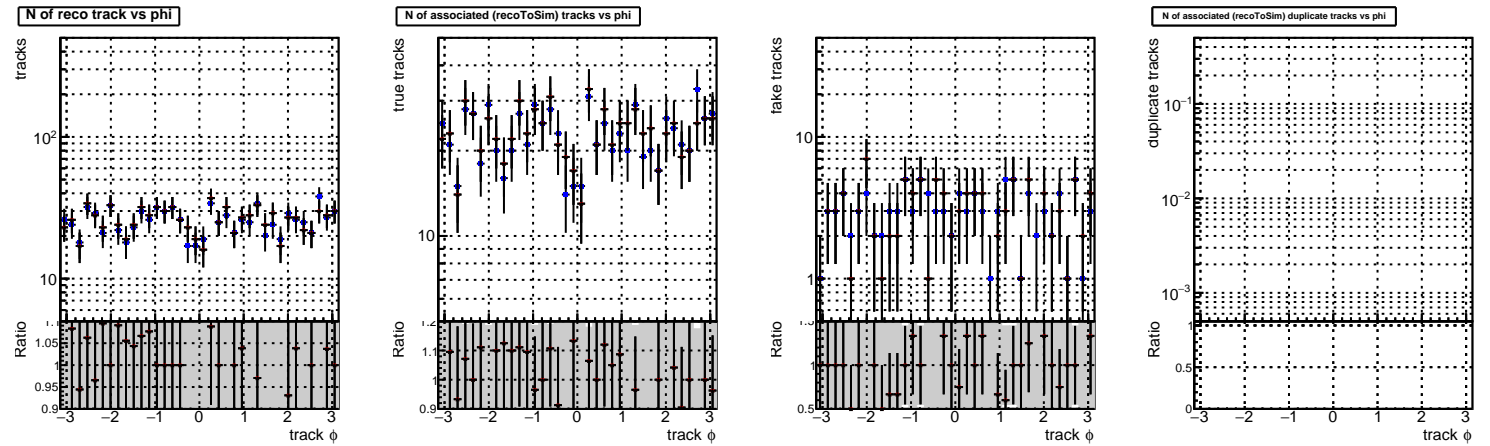 N of reco track vs phi
tracks
10²
10
Ratio
1.1
1.05
1
0.95
0.9
−3 −2 −1 0 1 2 3
track ϕ
N of associated (recoToSim) tracks vs phi
true tracks
10
Ratio
1.2
1.1
1
0.9
−3 −2 −1 0 1 2 3
track ϕ
fake tracks
10
1
Ratio
1.5
1
0.5
−3 −2 −1 0 1 2 3
track ϕ
N of associated (recoToSim) duplicate tracks vs phi
duplicate tracks
10⁻¹
10⁻²
10⁻³
Ratio
1
0.5
0
−3 −2 −1 0 1 2 3
track ϕ